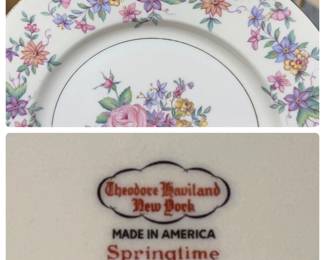 Theodore Haviland
New York
MADE IN AMERICA
Springtime